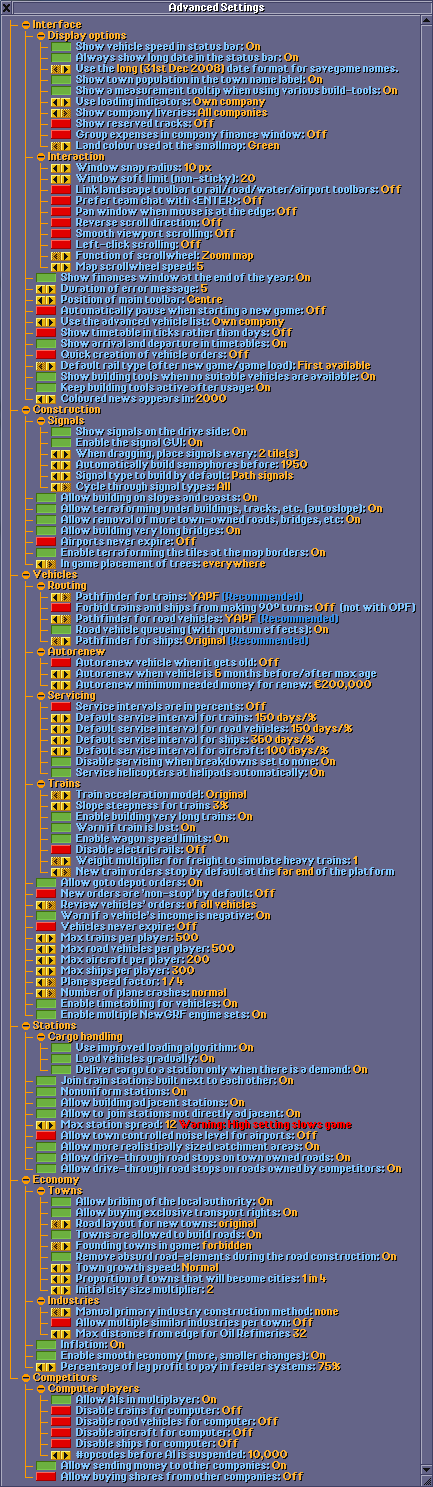 Advanced Settings
Interface
Display options
Show vehicle speed in status bar: On
Always show long date in the status bar: On
Use the long (31st Dec 2008) date format for savegame names.
Show town population in the town name label: On
Show a measurement tooltip when using various build-tools: On
Use loading indicators: Own company
Show company liveries: All companies
Show reserved tracks: Off
Group expenses in company finance window: Off
Land colour used at the smallmap: Green
Interaction
Window snap radius: 10 px
Window soft limit (non-sticky): 20
Link landscape toolbar to rail/road/water/airport toolbars: Off
Prefer team chat with <ENTER>: Off
Pan window when mouse is at the edge: Off
Reverse scroll direction: Off
Smooth viewport scrolling: Off
Left-click scrolling: Off
Function of scrollwheel: Zoom map
Map scrollwheel speed: 5
Show finances window at the end of the year: On
Duration of error message: 5
Position of main toolbar: Centre
Automatically pause when starting a new game: Off
Use the advanced vehicle list: Own company
Show timetable in ticks rather than days: Off
Show arrival and departure in timetables: On
Quick creation of vehicle orders: Off
Default rail type (after new game/game load): First available
Show building tools when no suitable vehicles are available: On
Keep building tools active after usage: On
Coloured news appears in: 2000
Construction
Signals
Show signals on the drive side: On
Enable the signal GUI: On
When dragging, place signals every: 2 tile(s)
Automatically build semaphores before: 1950
Signal type to build by default: Path signals
Cycle through signal types: All
Allow building on slopes and coasts: On
Allow terraforming under buildings, tracks, etc. (autoslope): On
Allow removal of more town-owned roads, bridges, etc: On
Allow building very long bridges: On
Airports never expire: Off
Enable terraforming the tiles at the map borders: On
In game placement of trees: everywhere
Vehicles
Routing
Pathfinder for trains: YAPF (Recommended)
Forbid trains and ships from making 90º turns: Off (not with OPF)
Pathfinder for road vehicles: YAPF (Recommended)
Road vehicle queueing (with quantum effects): On
Pathfinder for ships: Original (Recommended)
Autorenew
Autorenew vehicle when it gets old: Off
Autorenew when vehicle is 6 months before/after max age
Autorenew minimum needed money for renew: €200,000
Servicing
Service intervals are in percents: Off
Default service interval for trains: 150 days/%
Default service interval for road vehicles: 150 days/%
Default service interval for ships: 360 days/%
Default service interval for aircraft: 100 days/%
Disable servicing when breakdowns set to none: On
Service helicopters at helipads automatically: On
Trains
Train acceleration model: Original
Slope steepness for trains 3%
Enable building very long trains: On
Warn if train is lost: On
Enable wagon speed limits: On
Disable electric rails: Off
Weight multiplier for freight to simulate heavy trains: 1
New train orders stop by default at the far end of the platform
Allow goto depot orders: On
New orders are 'non-stop' by default: Off
Review vehicles' orders: of all vehicles
Warn if a vehicle's income is negative: On
Vehicles never expire: Off
Max trains per player: 500
Max road vehicles per player: 500
Max aircraft per player: 200
Max ships per player: 300
Plane speed factor: 1 / 4
Number of plane crashes: normal
Enable timetabling for vehicles: On
Enable multiple NewGRF engine sets: On
Stations
Cargo handling
Use improved loading algorithm: On
Load vehicles gradually: On
Deliver cargo to a station only when there is a demand: On
Join train stations built next to each other: On
Nonuniform stations: On
Allow building adjacent stations: On
Allow to join stations not directly adjacent: On
Max station spread: 12 Warning: High setting slows game
Allow town controlled noise level for airports: Off
Allow more realistically sized catchment areas: On
Allow drive-through road stops on town owned roads: On
Allow drive-through road stops on roads owned by competitors: On
Economy
Towns
Allow bribing of the local authority: On
Allow buying exclusive transport rights: On
Road layout for new towns: original
Towns are allowed to build roads: On
Founding towns in game: forbidden
Remove absurd road-elements during the road construction: On
Town growth speed: Normal
Proportion of towns that will become cities: 1 in 4
Initial city size multiplier: 2
Industries
Manual primary industry construction method: none
Allow multiple similar industries per town: Off
Max distance from edge for Oil Refineries 32
Inflation: On
Enable smooth economy (more, smaller changes): On
Percentage of leg profit to pay in feeder systems: 75%
Competitors
Computer players
Allow AIs in multiplayer: On
Disable trains for computer: Off
Disable road vehicles for computer: Off
Disable aircraft for computer: Off
Disable ships for computer: Off
#opcodes before AI is suspended: 10,000
Allow sending money to other companies: On
Allow buying shares from other companies: Off